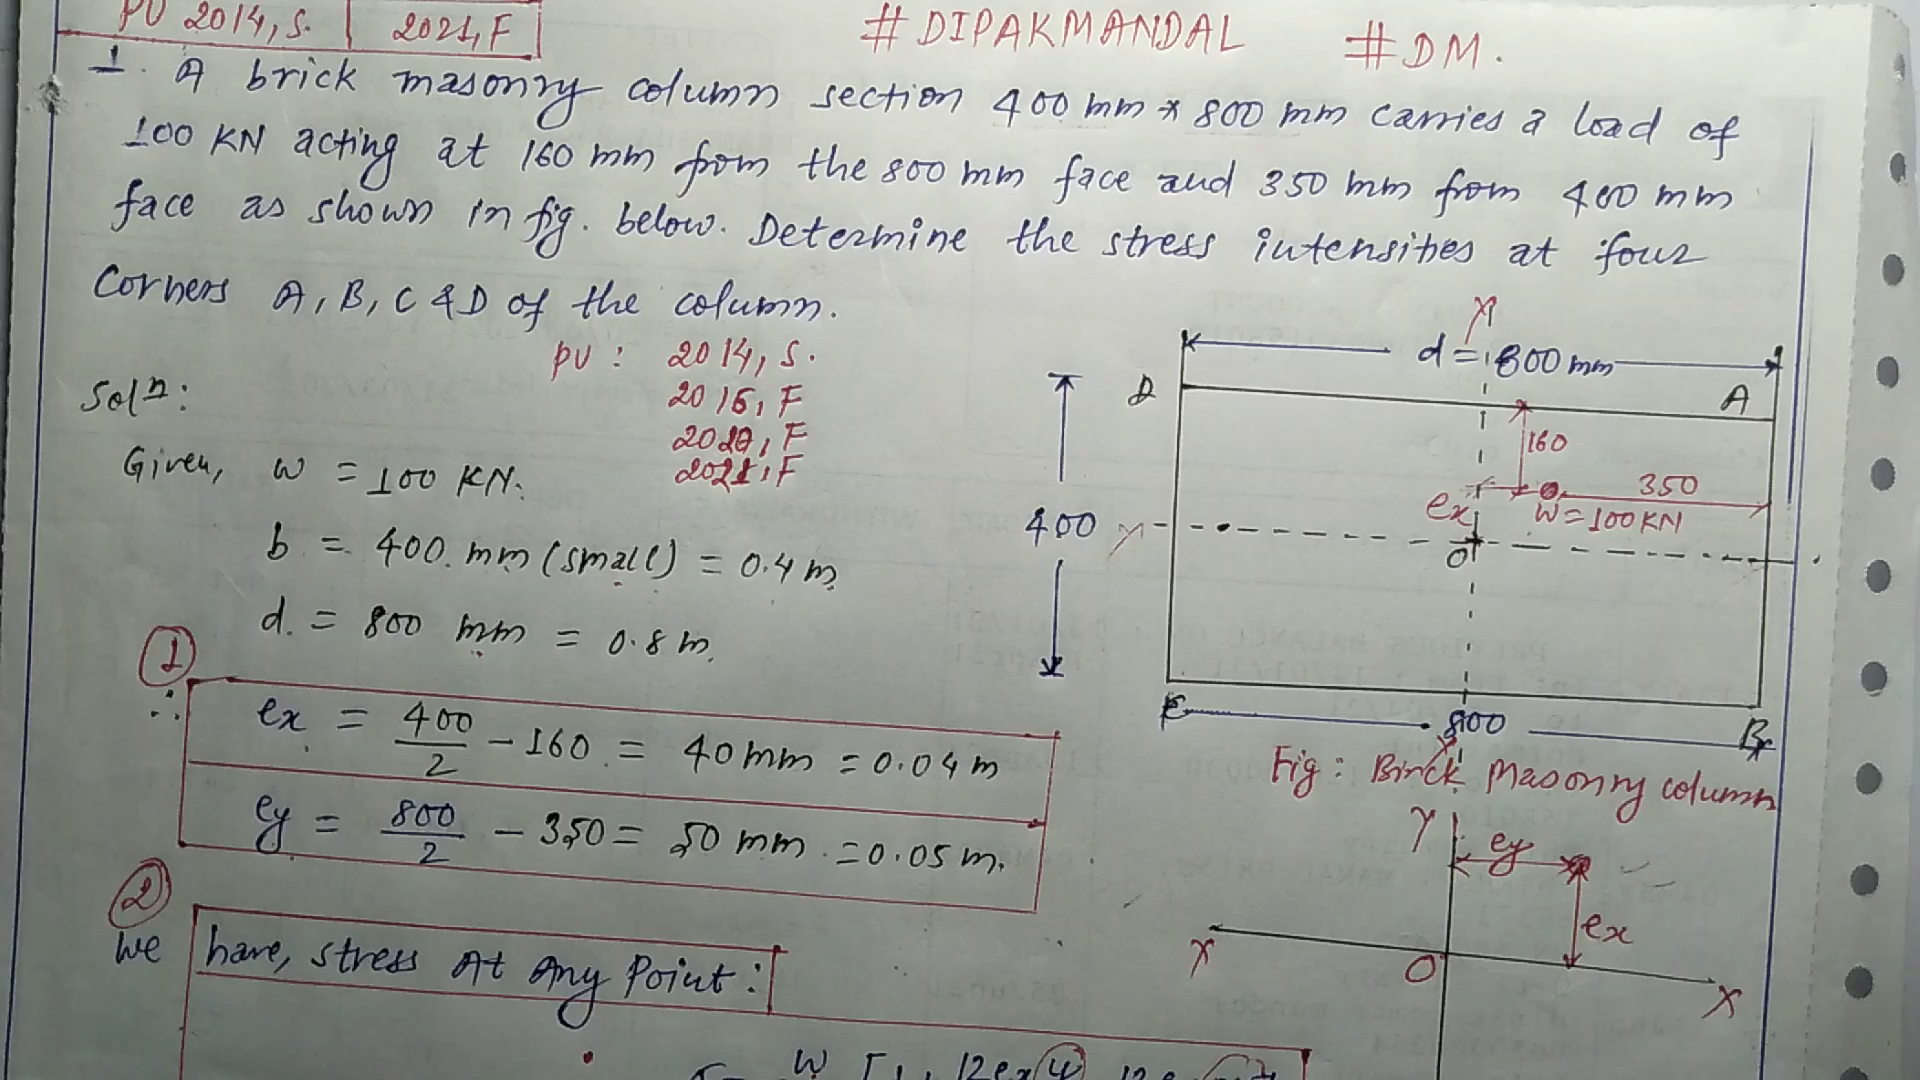 PU 2014, S. | 2021, F
# DIPAKMANDAL # DM.
1. A brick masonry column section 400 mm * 800 mm carries a load of
100 KN acting at 160 mm from the 800 mm face and 350 mm from 400 mm
face as shown in fig. below. Determine the stress intensities at four
Corners A, B, C & D of the column.
PU : 2014, S.
2016, F
2020, F
2021, F
Soln:
Given, w = 100 KN.
b = 400. mm (small) = 0.4 m
d. = 800 mm = 0.8 m.
1
∴ ex = 400/2 - 160 = 40 mm = 0.04 m
ey = 800/2 - 350 = 50 mm = 0.05 m.
2
We have, stress At Any Point:
Y
d = 800 mm
D A
160
350
ex W = 100 KN
400 O
C 800 B
Fig: Brick Masonry column
Y ey
ex
X O X